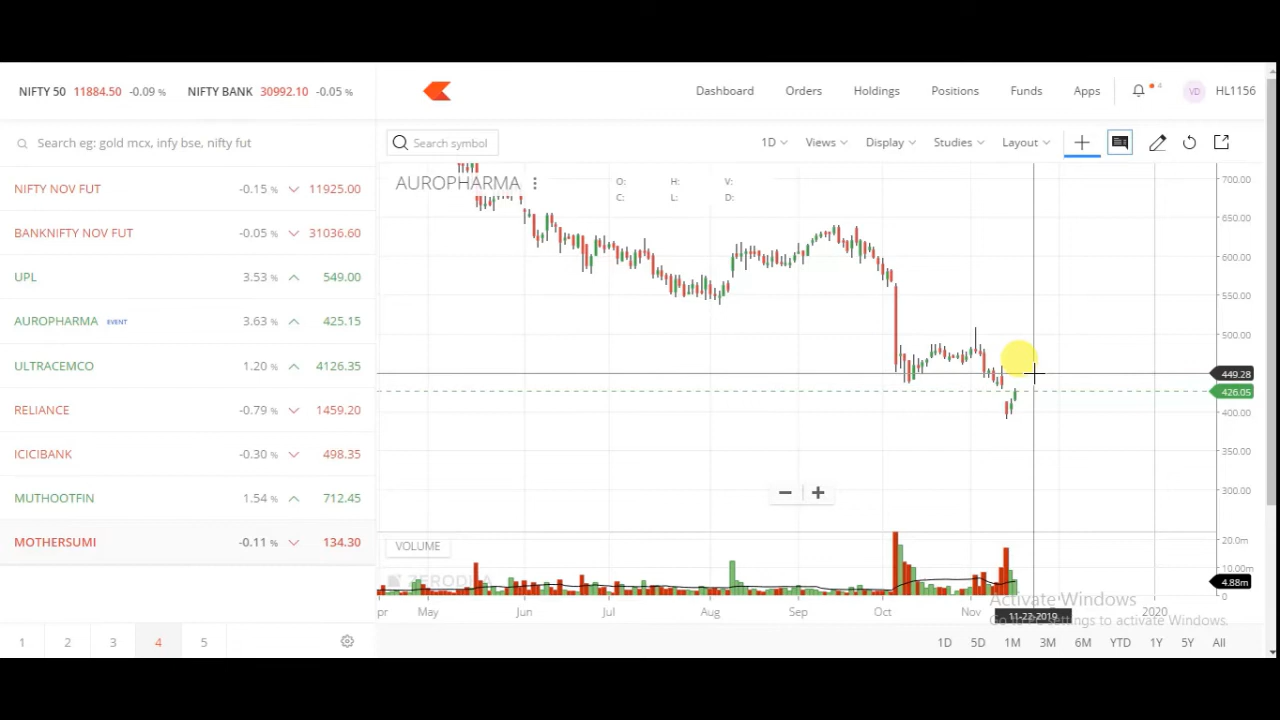 NIFTY 50 11884.50 -0.09 % NIFTY BANK 30992.10 -0.05 %
Dashboard Orders Holdings Positions Funds Apps 4 VD HL1156
Search eg: gold mcx, infy bse, nifty fut
Search symbol 1D Views Display Studies Layout
NIFTY NOV FUT -0.15 % 11925.00
BANKNIFTY NOV FUT -0.05 % 31036.60
UPL 3.53 % 549.00
AUROPHARMA EVENT 3.63 % 425.15
ULTRACEMCO 1.20 % 4126.35
RELIANCE -0.79 % 1459.20
ICICIBANK -0.30 % 498.35
MUTHOOTFIN 1.54 % 712.45
MOTHERSUMI -0.11 % 134.30
1 2 3 4 5
AUROPHARMA O: H: V:
C: L: D:
700.00
650.00
600.00
550.00
500.00
449.28
426.05
400.00
350.00
300.00
VOLUME
20.0m
10.00m
4.88m
0
ZERODHA
pr May Jun Jul Aug Sep Oct Nov 2020
11-22-2019
Activate Windows
Go to PC settings to activate Windows.
1D 5D 1M 3M 6M YTD 1Y 5Y All